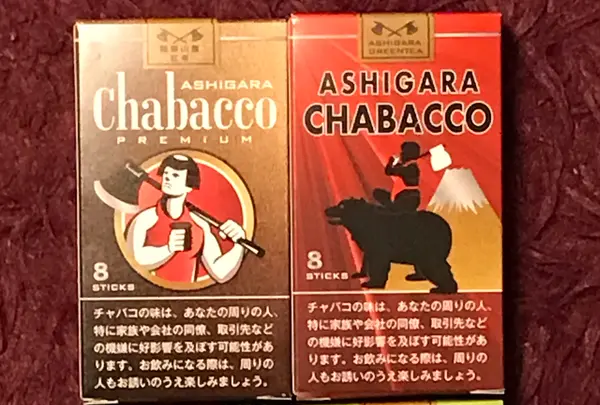 ASHIGARA
Chabacco
PREMIUM
8
STICKS
チャバコの味は、あなたの周りの人、
特に家族や会社の同僚、取引先など
の機嫌に好影響を及ぼす可能性があ
ります。お飲みになる際は、周りの
人もお誘いのうえ楽しみましょう。
ASHIGARA
GREENTEA
ASHIGARA
CHABACCO
8
STICKS
チャバコの味は、あなたの周りの人、
特に家族や会社の同僚、取引先など
の機嫌に好影響を及ぼす可能性があ
ります。お飲みになる際は、周りの
人もお誘いのうえ楽しみましょう。